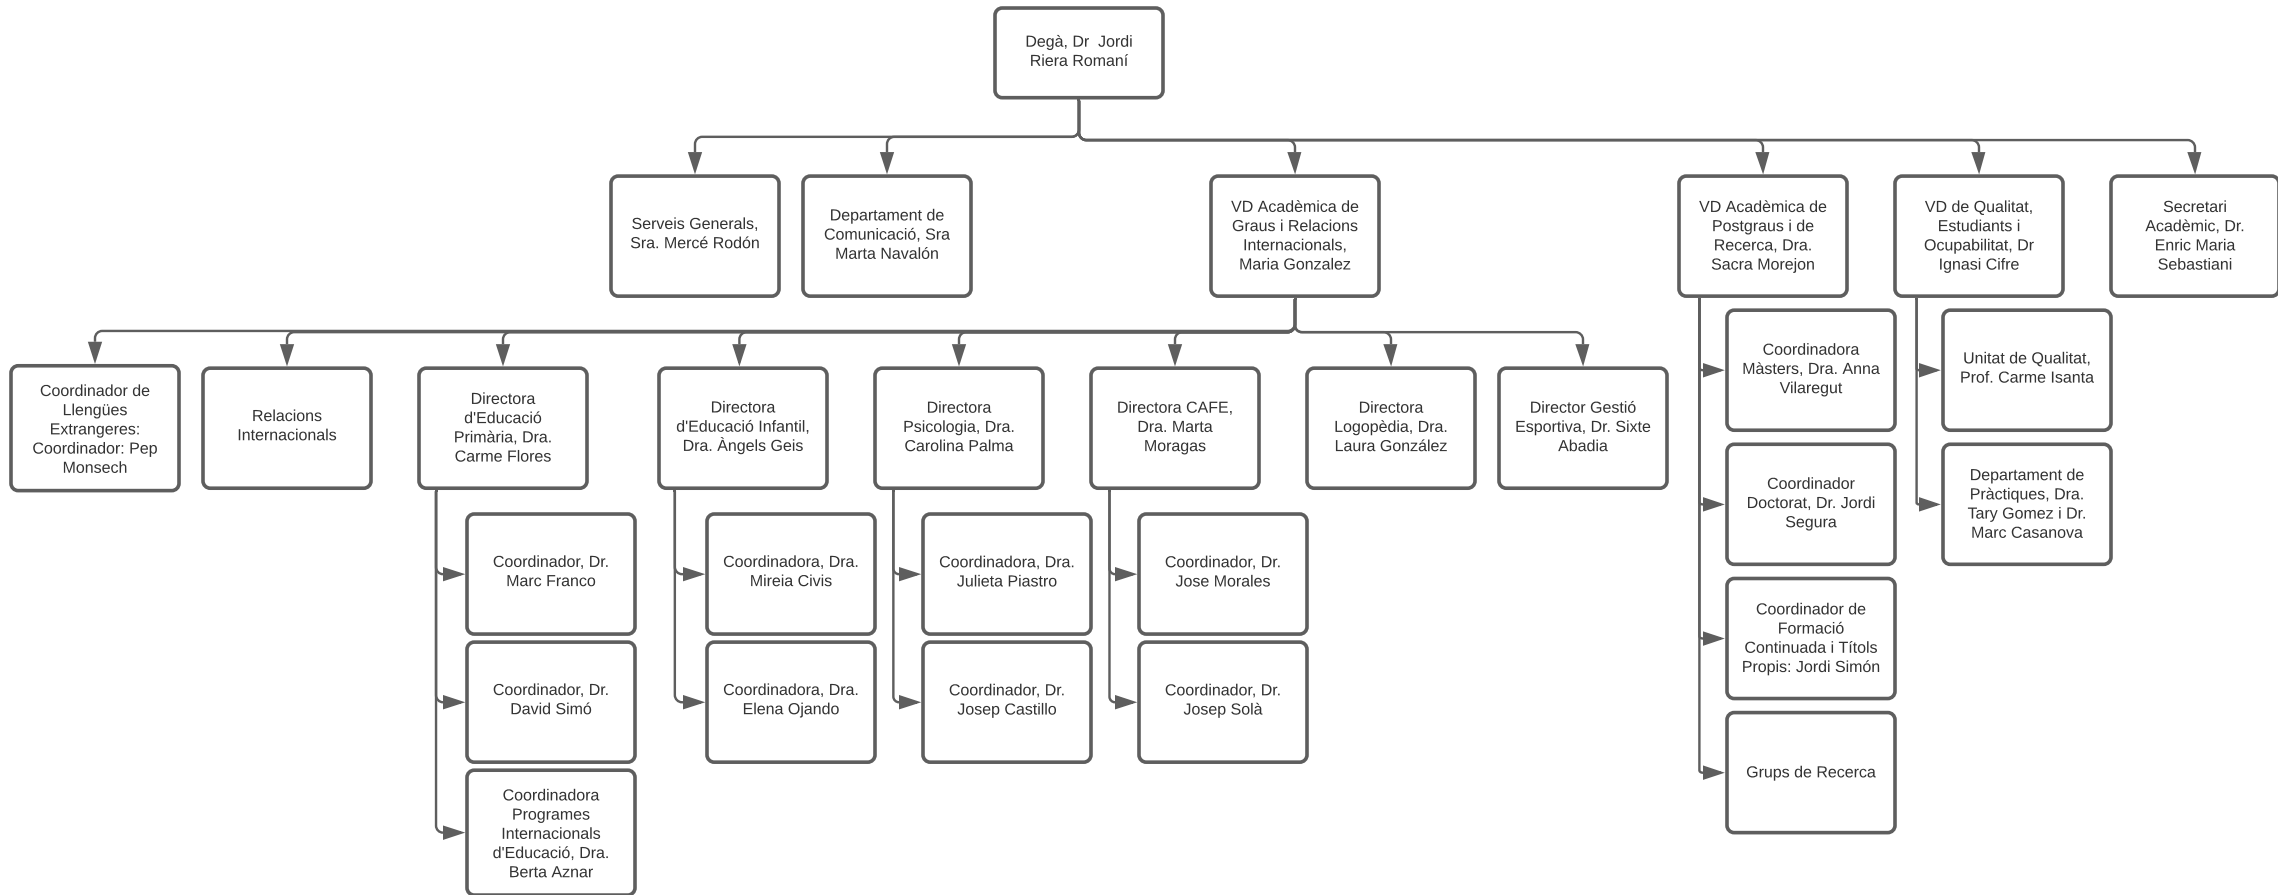 Degà, Dr  Jordi
Riera Romaní
Serveis Generals,
Sra. Mercé Rodón
Departament de
Comunicació, Sra
Marta Navalón
VD Acadèmica de
Graus i Relacions
Internacionals,
Maria Gonzalez
VD Acadèmica de
Postgraus i de
Recerca, Dra.
Sacra Morejon
VD de Qualitat,
Estudiants i
Ocupabilitat, Dr
Ignasi Cifre
Secretari
Acadèmic, Dr.
Enric Maria
Sebastiani
Coordinador de
Llengües
Extrangeres:
Coordinador: Pep
Monsech
Relacions
Internacionals
Directora
d'Educació
Primària, Dra.
Carme Flores
Directora
d'Educació Infantil,
Dra. Àngels Geis
Directora
Psicologia, Dra.
Carolina Palma
Directora CAFE,
Dra. Marta
Moragas
Directora
Logopèdia, Dra.
Laura González
Director Gestió
Esportiva, Dr. Sixte
Abadia
Coordinador, Dr.
Marc Franco
Coordinador, Dr.
David Simó
Coordinadora
Programes
Internacionals
d'Educació, Dra.
Berta Aznar
Coordinadora, Dra.
Mireia Civis
Coordinadora, Dra.
Elena Ojando
Coordinadora, Dra.
Julieta Piastro
Coordinador, Dr.
Josep Castillo
Coordinador, Dr.
Jose Morales
Coordinador, Dr.
Josep Solà
Coordinadora
Màsters, Dra. Anna
Vilaregut
Coordinador
Doctorat, Dr. Jordi
Segura
Coordinador de
Formació
Continuada i Títols
Propis: Jordi Simón
Grups de Recerca
Unitat de Qualitat,
Prof. Carme Isanta
Departament de
Pràctiques, Dra.
Tary Gomez i Dr.
Marc Casanova